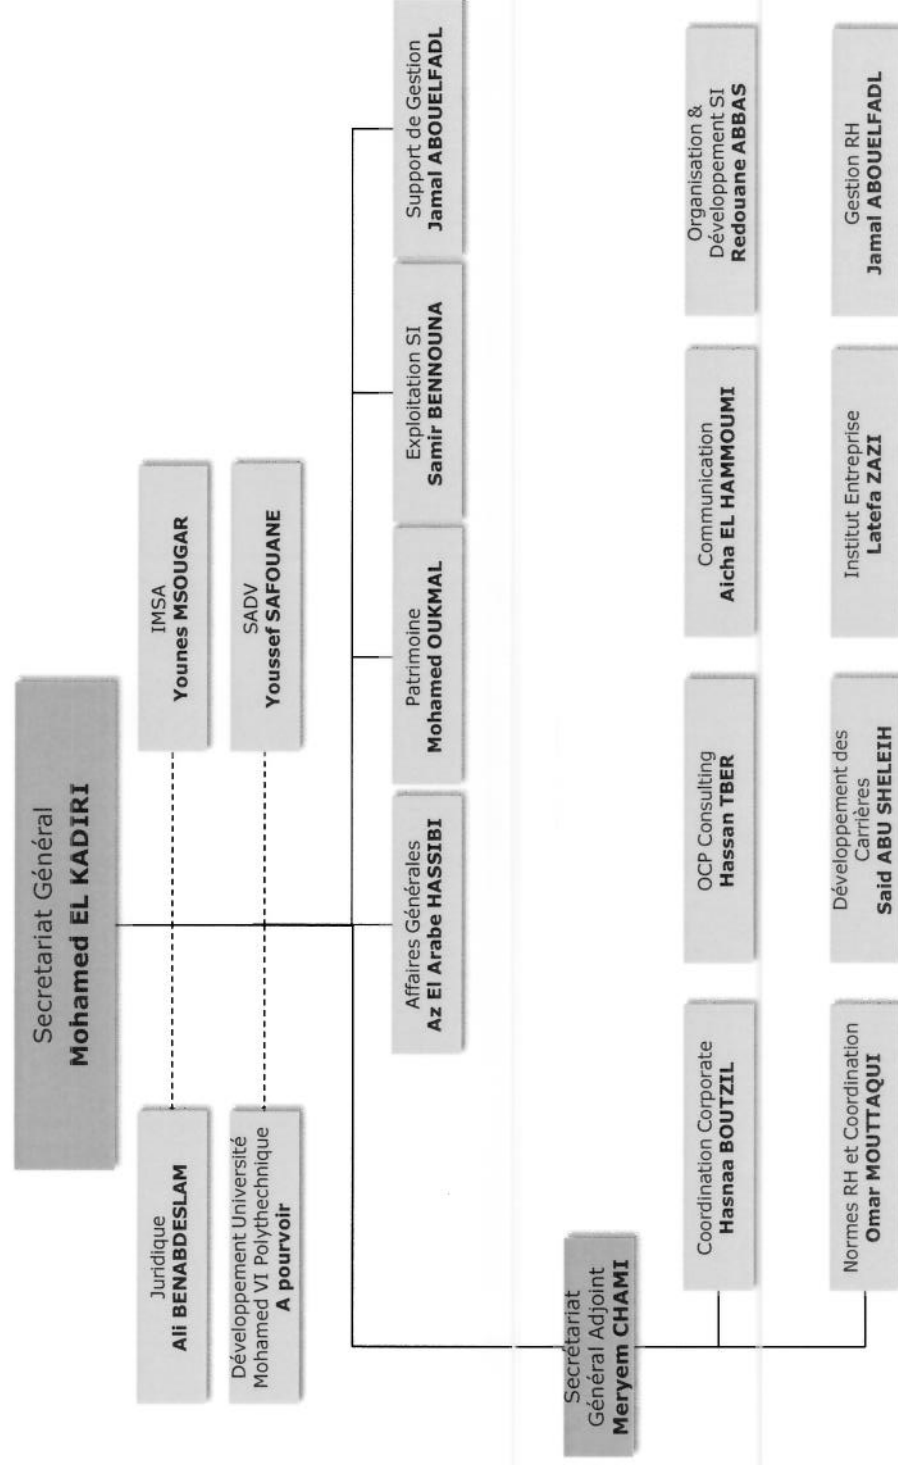 Secretariat Général
Mohamed EL KADIRI
Juridique
Ali BENABDESLAM
IMSA
Younes MSOUGAR
Développement Université
Mohamed VI Polythechnique
A pourvoir
SADV
Youssef SAFOUANE
Affaires Générales
Az El Arabe HASSIBI
Patrimoine
Mohamed OUKMAL
Exploitation SI
Samir BENNOUNA
Support de Gestion
Jamal ABOUELFADL
Secrétariat
Général Adjoint
Meryem CHAMI
Coordination Corporate
Hasnaa BOUTZIL
OCP Consulting
Hassan TBER
Communication
Aicha EL HAMMOUMI
Organisation &
Développement SI
Redouane ABBAS
Normes RH et Coordination
Omar MOUTTAQUI
Développement des
Carrières
Said ABU SHELEIH
Institut Entreprise
Latefa ZAZI
Gestion RH
Jamal ABOUELFADL